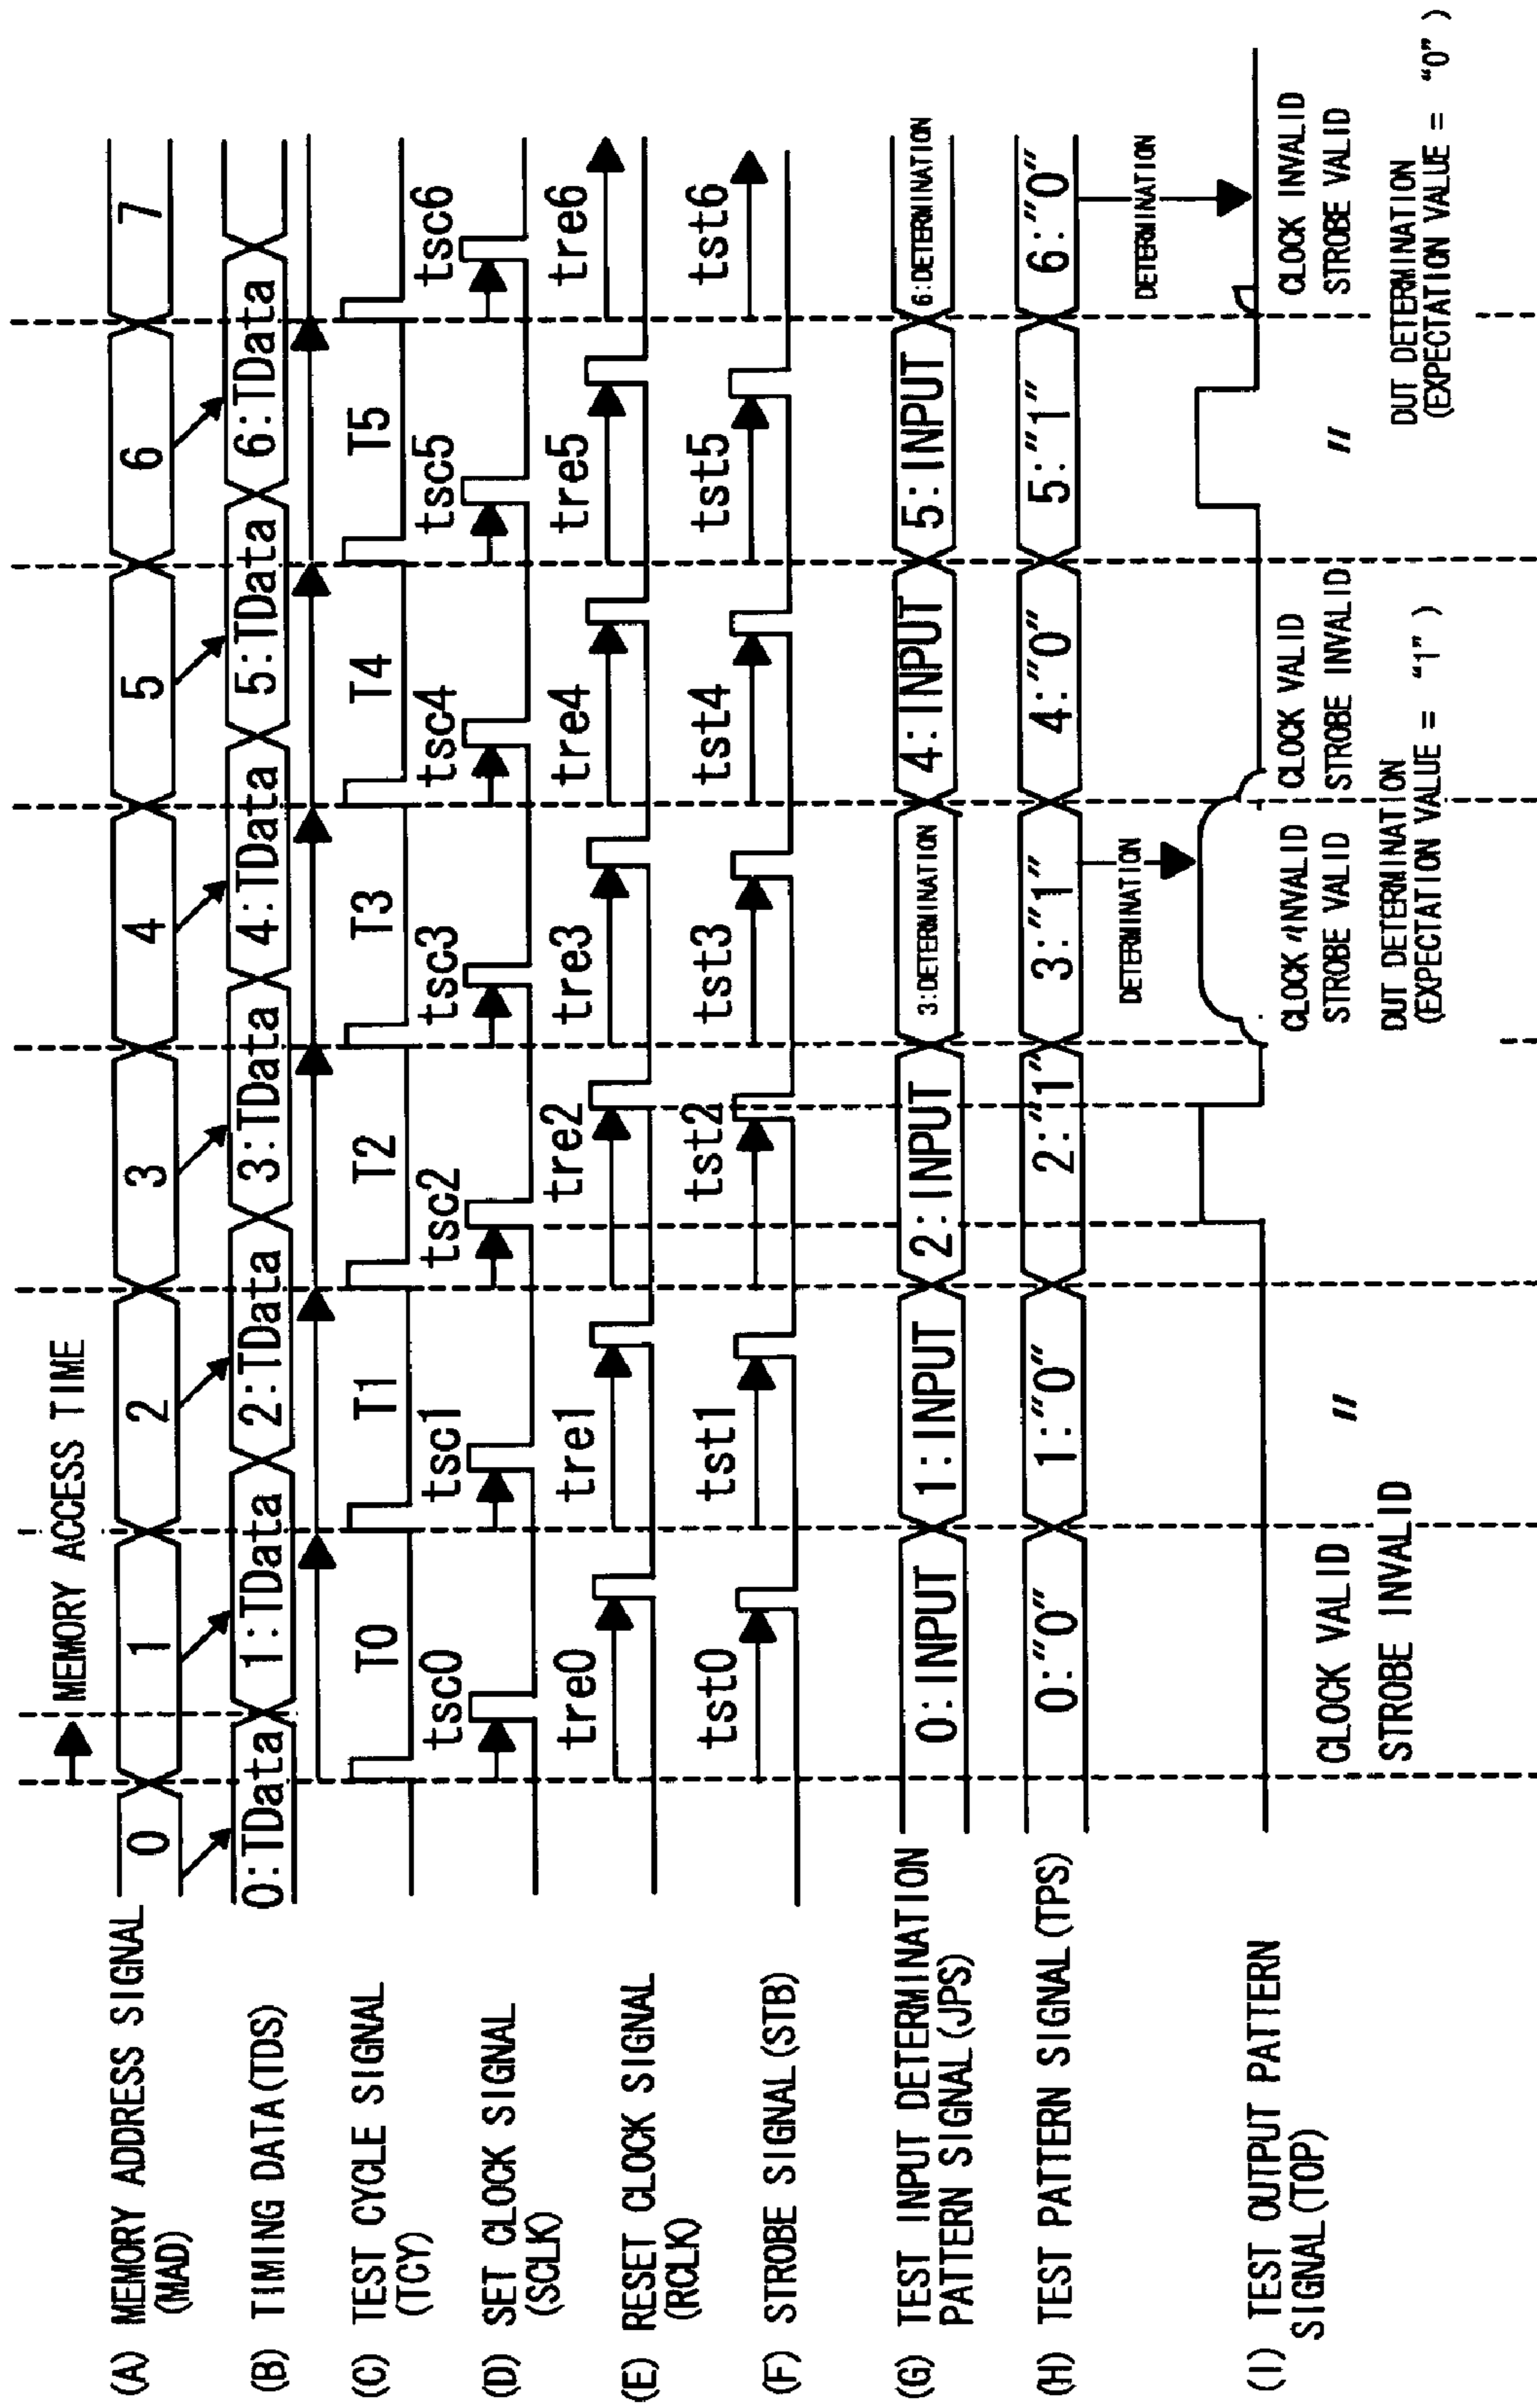 MEMORY ACCESS TIME
(A) MEMORY ADDRESS SIGNAL
(MAD)
0 1 2 3 4 5 6 7
(B) TIMING DATA(TDS)
0:TData 1:TData 2:TData 3:TData 4:TData 5:TData 6:TData
(C) TEST CYCLE SIGNAL
(TCY)
T0 T1 T2 T3 T4 T5
(D) SET CLOCK SIGNAL
(SCLK)
tsc0 tsc1 tsc2 tsc3 tsc4 tsc5 tsc6
(E) RESET CLOCK SIGNAL
(RCLK)
tre0 tre1 tre2 tre3 tre4 tre5 tre6
(F) STROBE SIGNAL(STB)
tst0 tst1 tst2 tst3 tst4 tst5 tst6
(G) TEST INPUT DETERMINATION
PATTERN SIGNAL(JPS)
0:INPUT 1:INPUT 2:INPUT 3:DETERMINATION 4:INPUT 5:INPUT 6:DETERMINATION
(H) TEST PATTERN SIGNAL(TPS)
0:"0" 1:"0" 2:"1" 3:"1" 4:"0" 5:"1" 6:"0"
DETERMINATION DETERMINATION
(I) TEST OUTPUT PATTERN
SIGNAL(TOP)
CLOCK VALID
STROBE INVALID
〃
CLOCK INVALID
STROBE VALID
DUT DETERMINATION
(EXPECTATION VALUE = "1" )
CLOCK VALID
STROBE INVALID
〃
CLOCK INVALID
STROBE VALID
DUT DETERMINATION
(EXPECTATION VALUE = "0" )